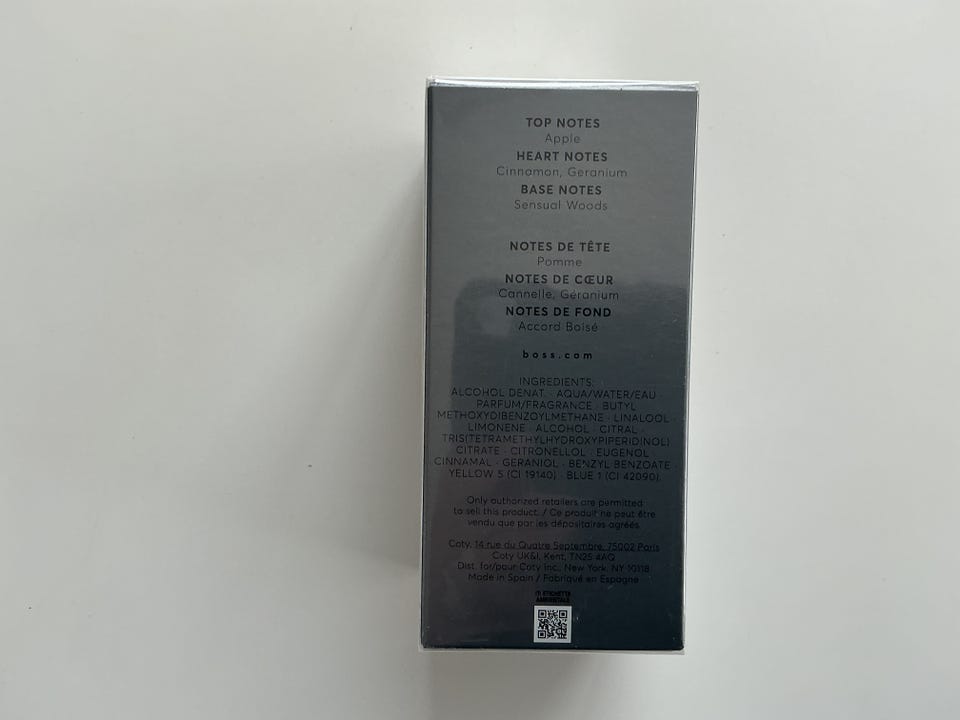 TOP NOTES
Apple
HEART NOTES
Cinnamon, Geranium
BASE NOTES
Sensual Woods
NOTES DE TÊTE
Pomme
NOTES DE CŒUR
Cannelle, Géranium
NOTES DE FOND
Accord Boisé
boss.com
INGREDIENTS:
ALCOHOL DENAT. · AQUA/WATER/EAU ·
PARFUM/FRAGRANCE · BUTYL
METHOXYDIBENZOYLMETHANE · LINALOOL ·
LIMONENE · ALCOHOL · CITRAL ·
TRIS(TETRAMETHYLHYDROXYPIPERIDINOL)
CITRATE · CITRONELLOL · EUGENOL ·
CINNAMAL · GERANIOL · BENZYL BENZOATE ·
YELLOW 5 (CI 19140) · BLUE 1 (CI 42090).
Only authorized retailers are permitted
to sell this product. / Ce produit ne peut être
vendu que par les dépositaires agréés.
Coty, 14 rue du Quatre Septembre, 75002 Paris
Coty UK&I, Kent, TN25 4AQ
Dist. for/pour Coty Inc., New York, NY 10118
Made in Spain / Fabriqué en Espagne
(IT) ETICHETTA
AMBIENTALE